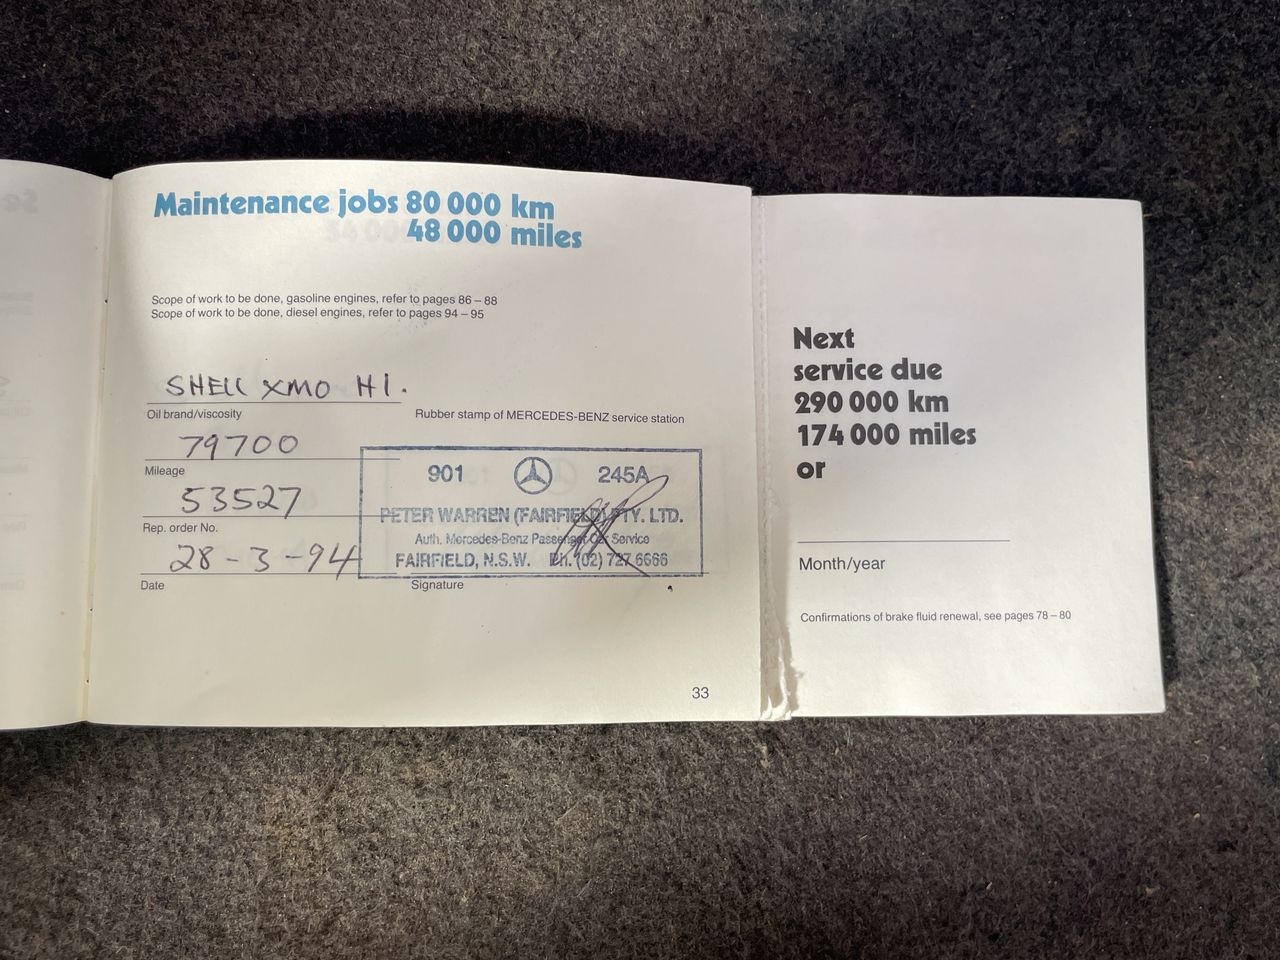 Maintenance jobs 80 000 km
48 000 miles
Scope of work to be done, gasoline engines, refer to pages 86 – 88
Scope of work to be done, diesel engines, refer to pages 94 – 95
SHELL XMO HI.
Oil brand/viscosity
Rubber stamp of MERCEDES-BENZ service station
79700
Mileage
53527
Rep. order No.
28-3-94
Date
901 245A
PETER WARREN (FAIRFIELD) PTY. LTD.
Auth. Mercedes-Benz Passenger Car Service
FAIRFIELD, N.S.W. Ph. (02) 727 6666
Signature
33
Next
service due
290 000 km
174 000 miles
or
Month/year
Confirmations of brake fluid renewal, see pages 78 – 80